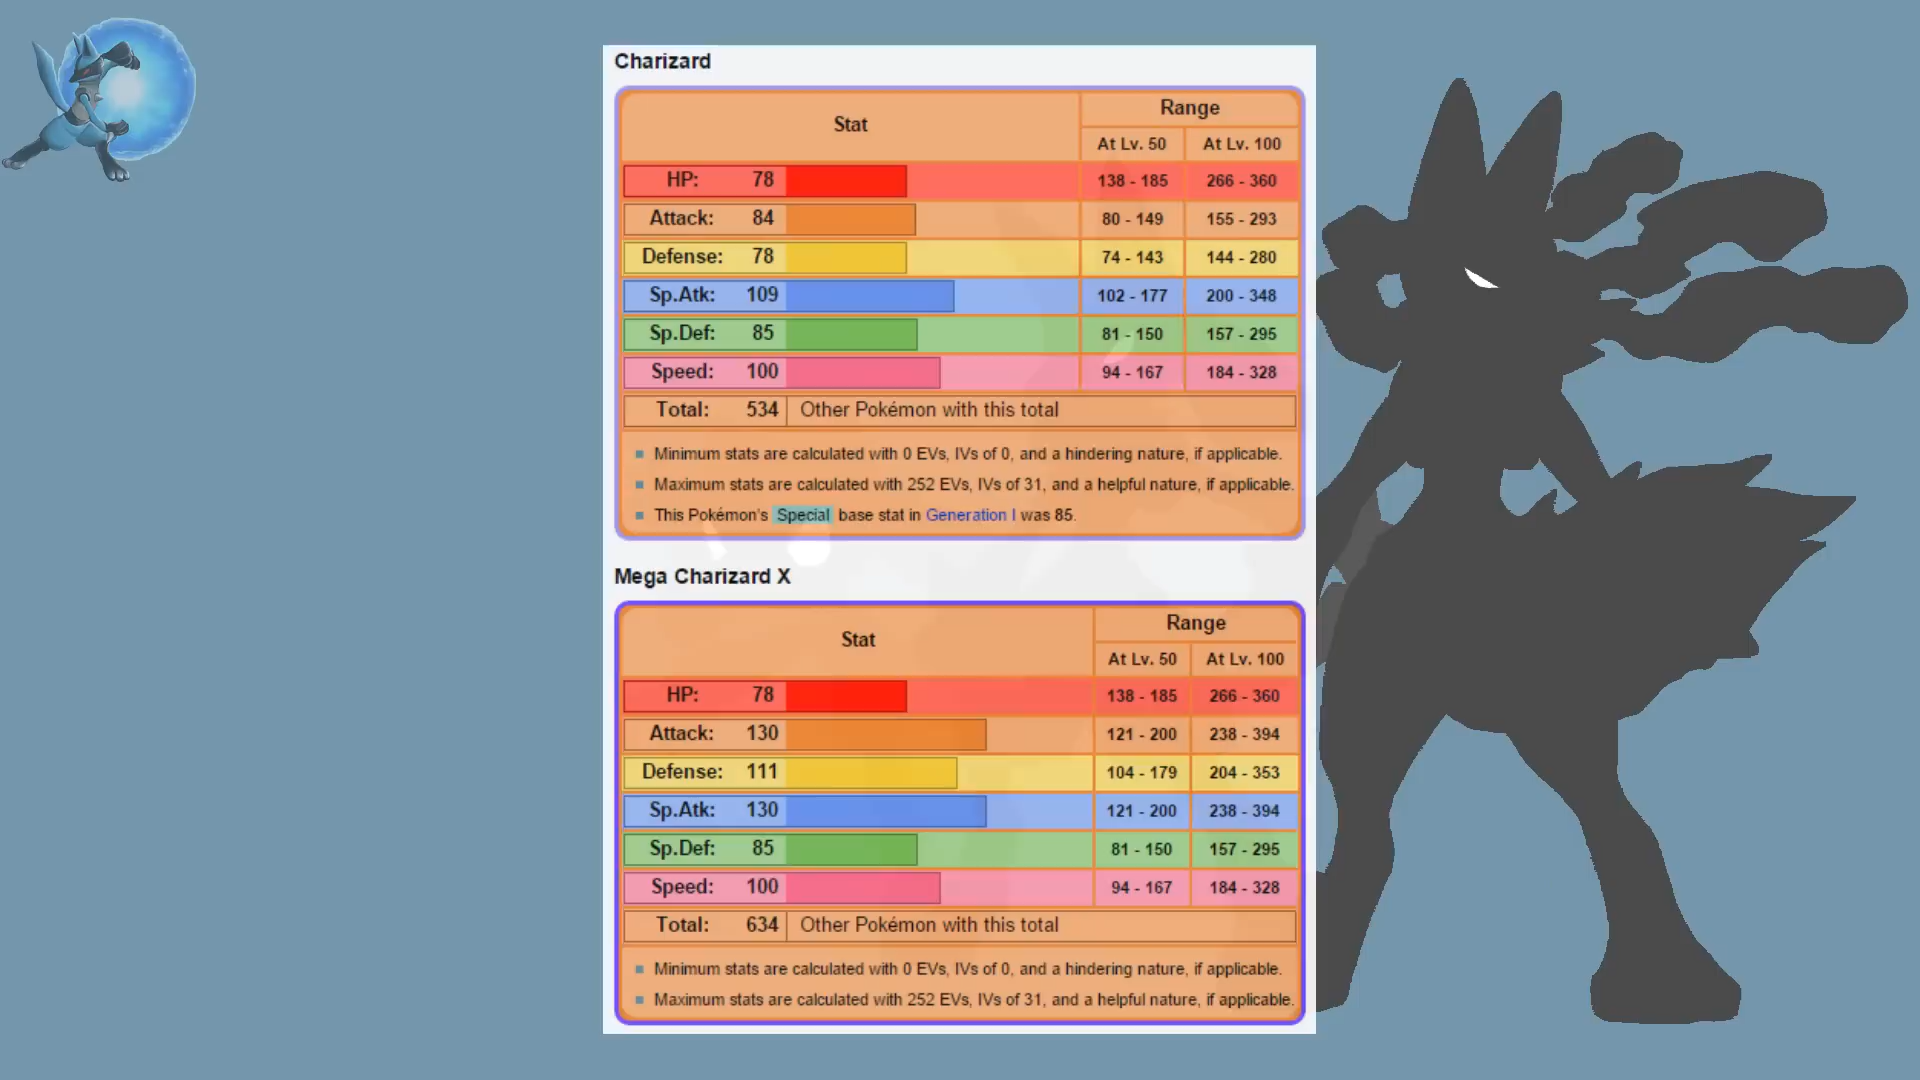 Charizard
Stat
Range
At Lv. 50
At Lv. 100
HP: 78 138 - 185 266 - 360
Attack: 84 80 - 149 155 - 293
Defense: 78 74 - 143 144 - 280
Sp.Atk: 109 102 - 177 200 - 348
Sp.Def: 85 81 - 150 157 - 295
Speed: 100 94 - 167 184 - 328
Total: 534 Other Pokémon with this total
Minimum stats are calculated with 0 EVs, IVs of 0, and a hindering nature, if applicable.
Maximum stats are calculated with 252 EVs, IVs of 31, and a helpful nature, if applicable.
This Pokémon's Special base stat in Generation I was 85.
Mega Charizard X
Stat
Range
At Lv. 50
At Lv. 100
HP: 78 138 - 185 266 - 360
Attack: 130 121 - 200 238 - 394
Defense: 111 104 - 179 204 - 353
Sp.Atk: 130 121 - 200 238 - 394
Sp.Def: 85 81 - 150 157 - 295
Speed: 100 94 - 167 184 - 328
Total: 634 Other Pokémon with this total
Minimum stats are calculated with 0 EVs, IVs of 0, and a hindering nature, if applicable.
Maximum stats are calculated with 252 EVs, IVs of 31, and a helpful nature, if applicable.